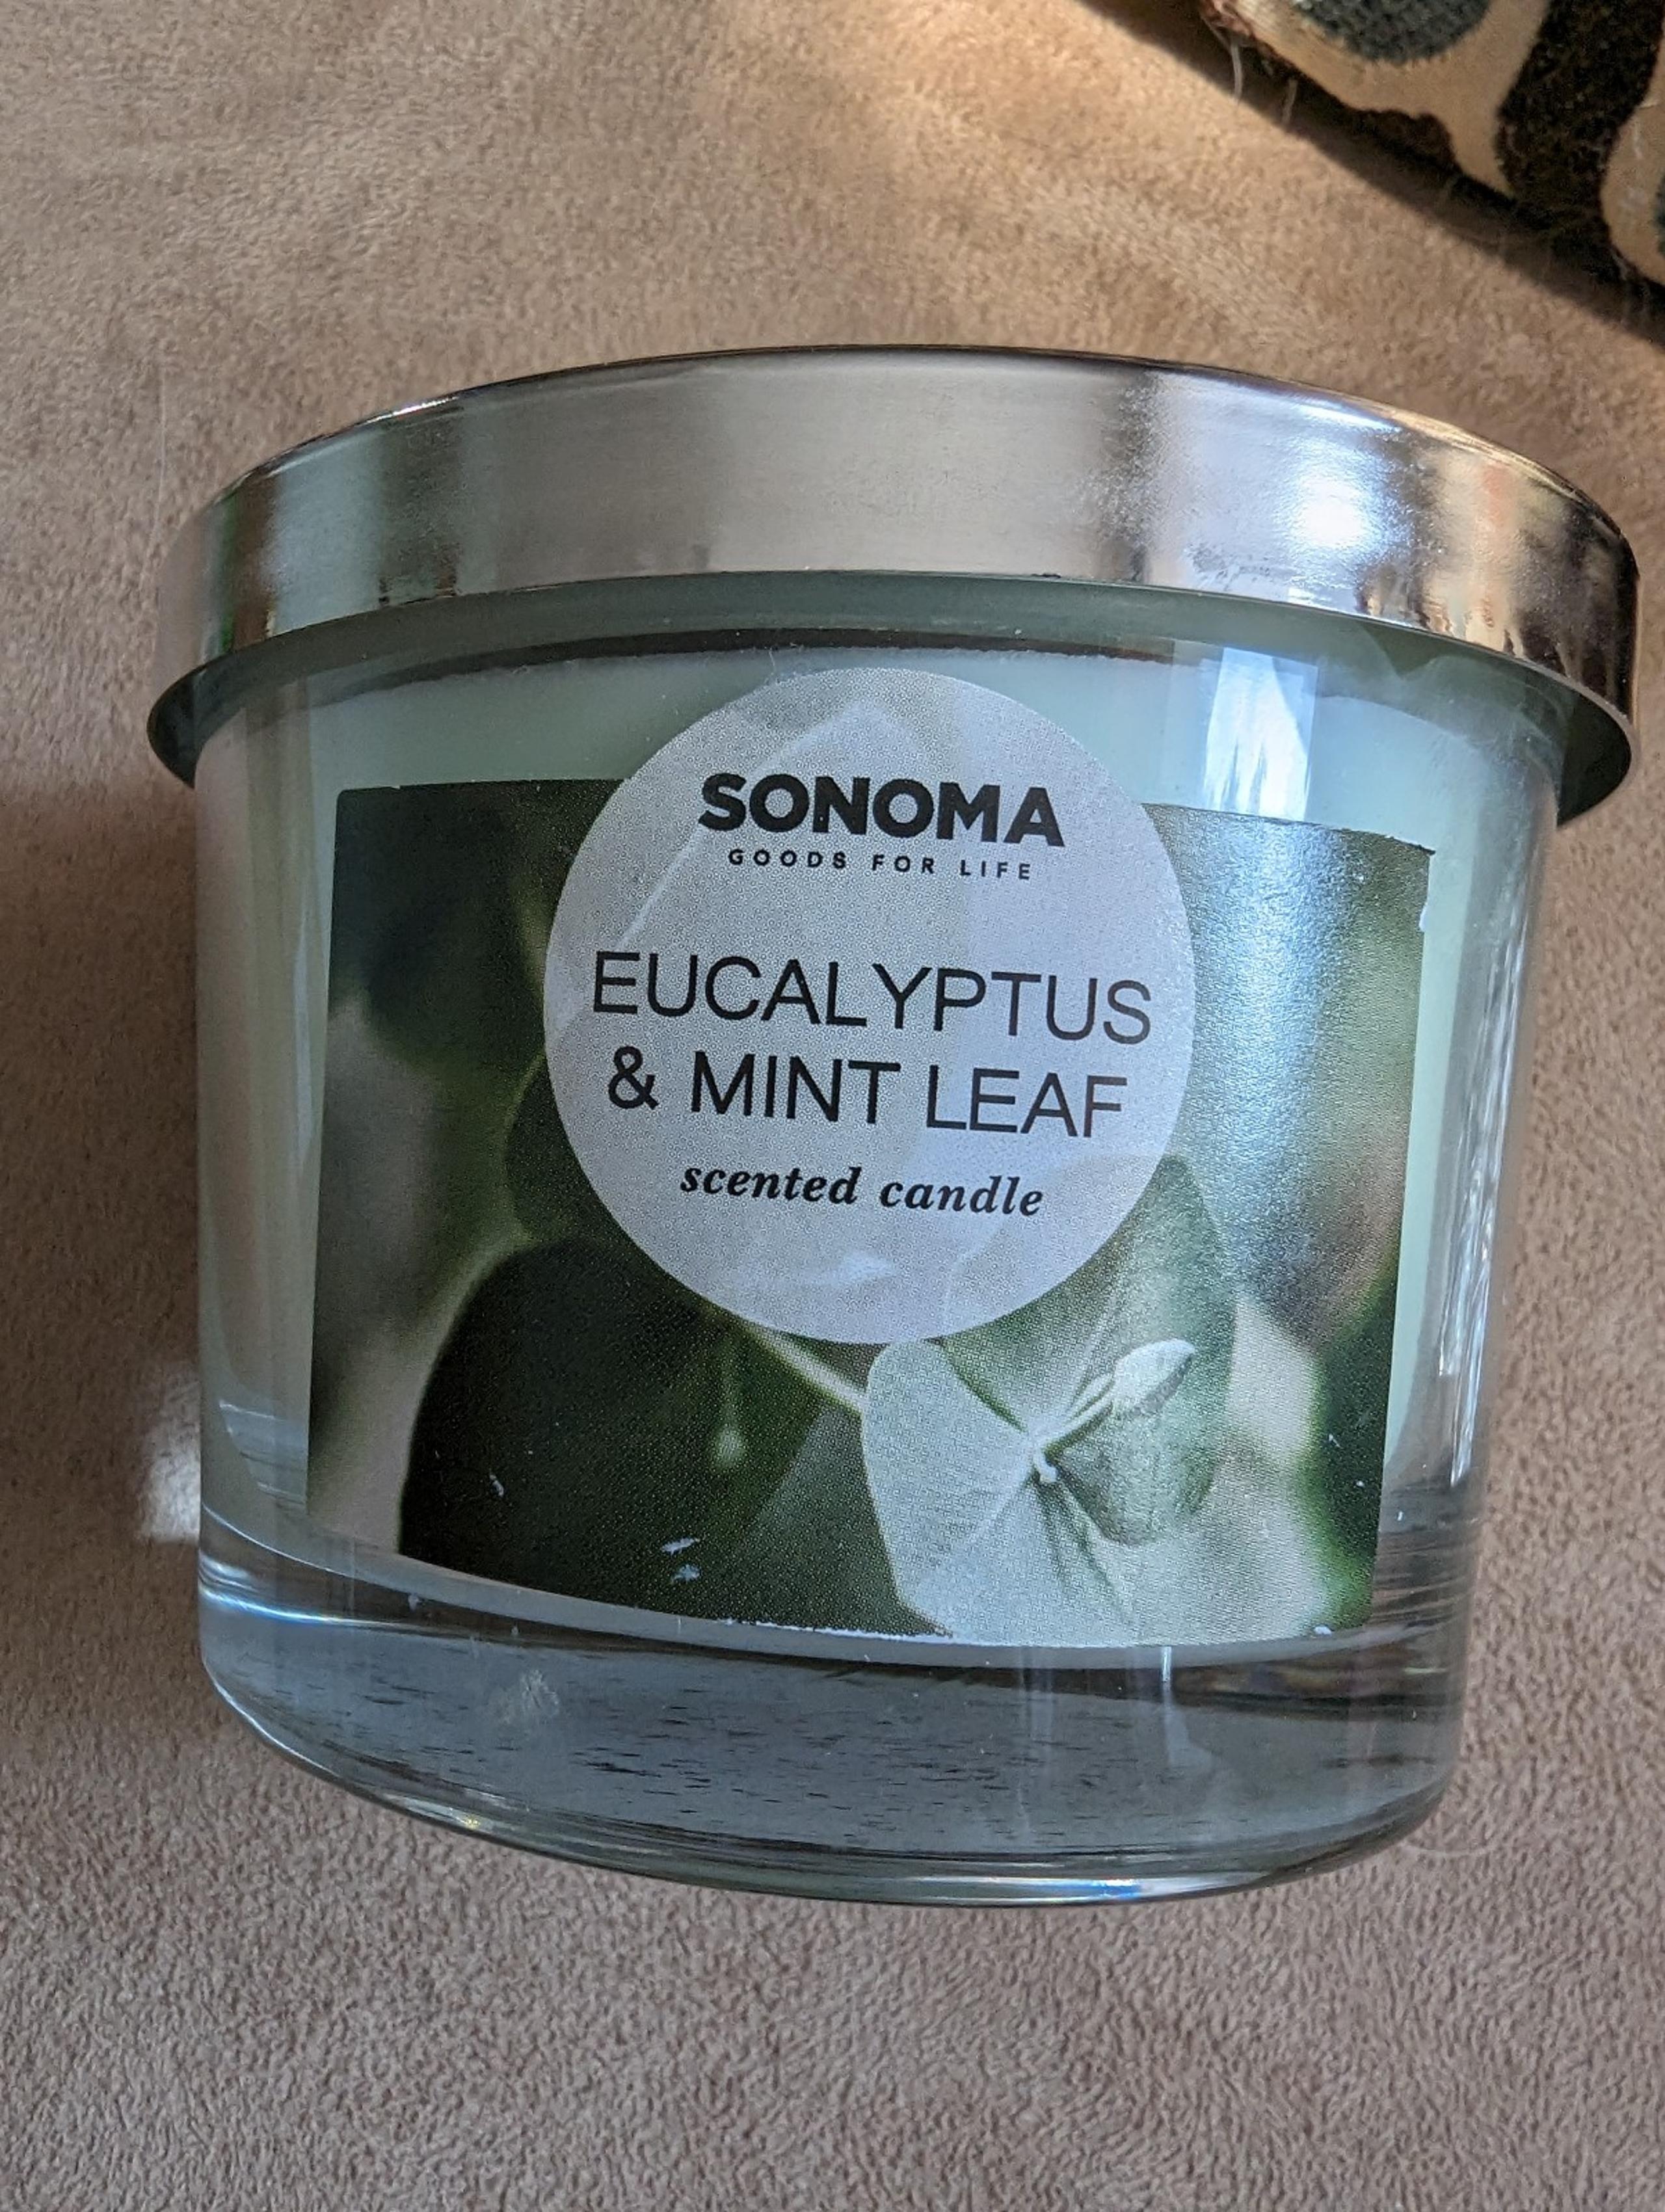 SONOMA
GOODS FOR LIFE
EUCALYPTUS
& MINT LEAF
scented candle